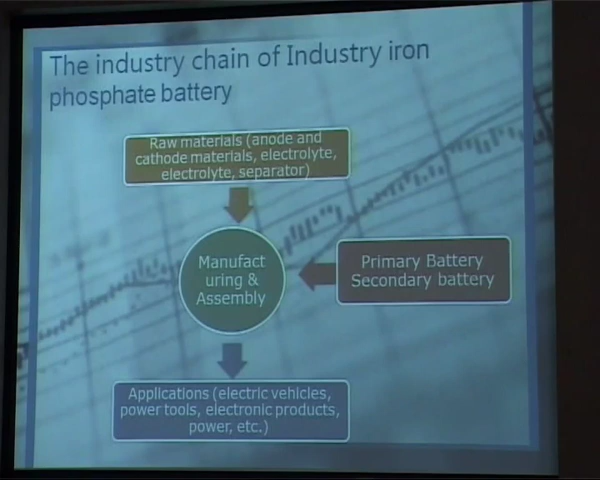 The industry chain of Industry iron
phosphate battery
Raw materials (anode and
cathode materials, electrolyte,
electrolyte, separator)
Manufact
uring &
Assembly
Primary Battery
Secondary battery
Applications (electric vehicles,
power tools, electronic products,
power, etc.)